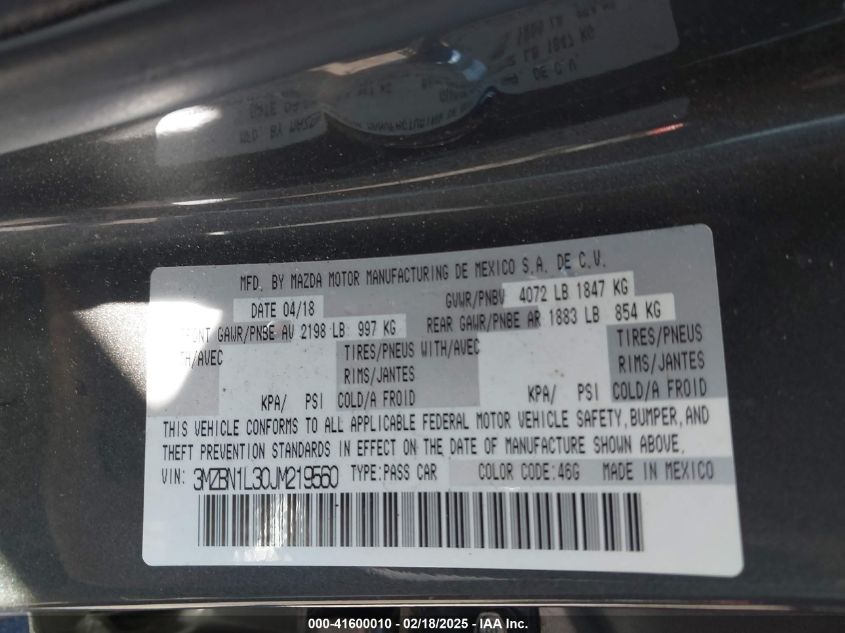 MFD. BY MAZDA MOTOR MANUFACTURING DE MEXICO S.A. DE C.V.
DATE 04/18 GVWR/PNBV 4072 LB 1847 KG
FRONT GAWR/PNBE AV 2198 LB 997 KG REAR GAWR/PNBE AR 1883 LB 854 KG
WITH/AVEC TIRES/PNEUS WITH/AVEC TIRES/PNEUS
RIMS/JANTES RIMS/JANTES
KPA/ PSI COLD/A FROID KPA/ PSI COLD/A FROID
THIS VEHICLE CONFORMS TO ALL APPLICABLE FEDERAL MOTOR VEHICLE SAFETY, BUMPER, AND
THEFT PREVENTION STANDARDS IN EFFECT ON THE DATE OF MANUFACTURE SHOWN ABOVE.
VIN: 3MZBN1L30JM219560 TYPE: PASS CAR COLOR CODE: 46G MADE IN MEXICO
000-41600010 - 02/18/2025 - IAA Inc.